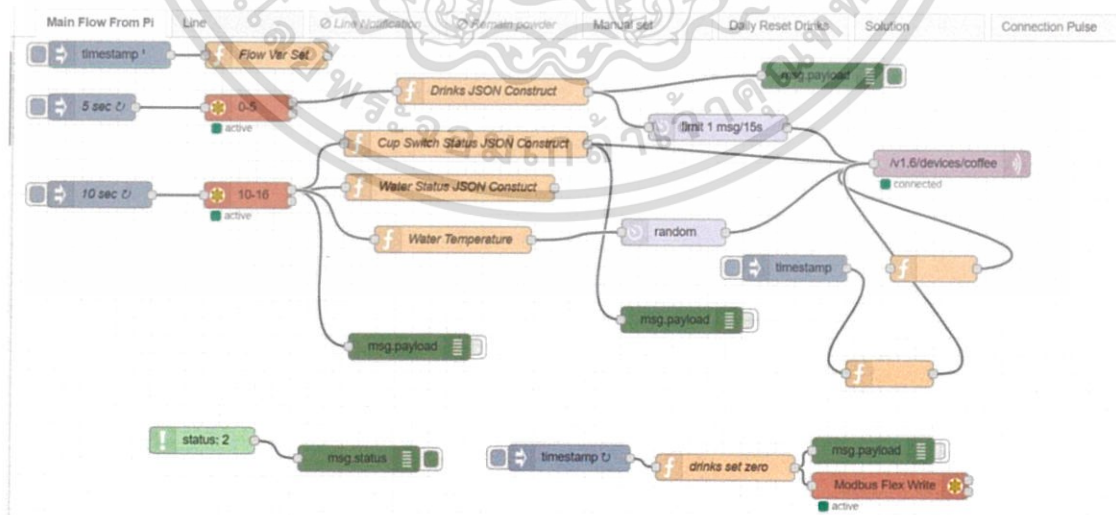 Main Flow From Pi
Line
Line Notification
Remain powder
Manual set
Daily Reset Drinks
Solution
Connection Pulse
timestamp ¹
Flow Var Set
msg.payload
5 sec ↻
0-5
active
Drinks JSON Construct
limit 1 msg/15s
Cup Switch Status JSON Construct
/v1.6/devices/coffee
connected
10 sec ↻
10-16
active
Water Status JSON Constuct
Water Temperature
random
timestamp
msg.payload
msg.payload
status: 2
msg.status
timestamp ↻
drinks set zero
msg.payload
Modbus Flex Write
active